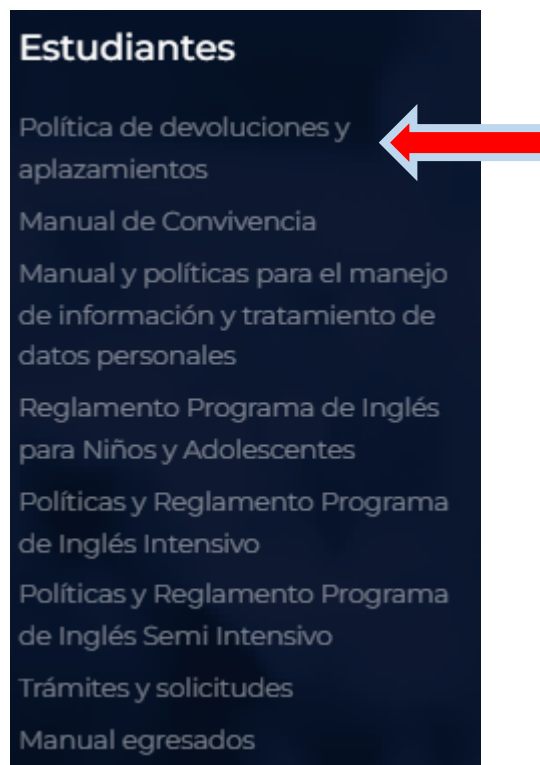 Estudiantes
Política de devoluciones y
aplazamientos
Manual de Convivencia
Manual y políticas para el manejo
de información y tratamiento de
datos personales
Reglamento Programa de Inglés
para Niños y Adolescentes
Políticas y Reglamento Programa
de Inglés Intensivo
Políticas y Reglamento Programa
de Inglés Semi Intensivo
Trámites y solicitudes
Manual egresados